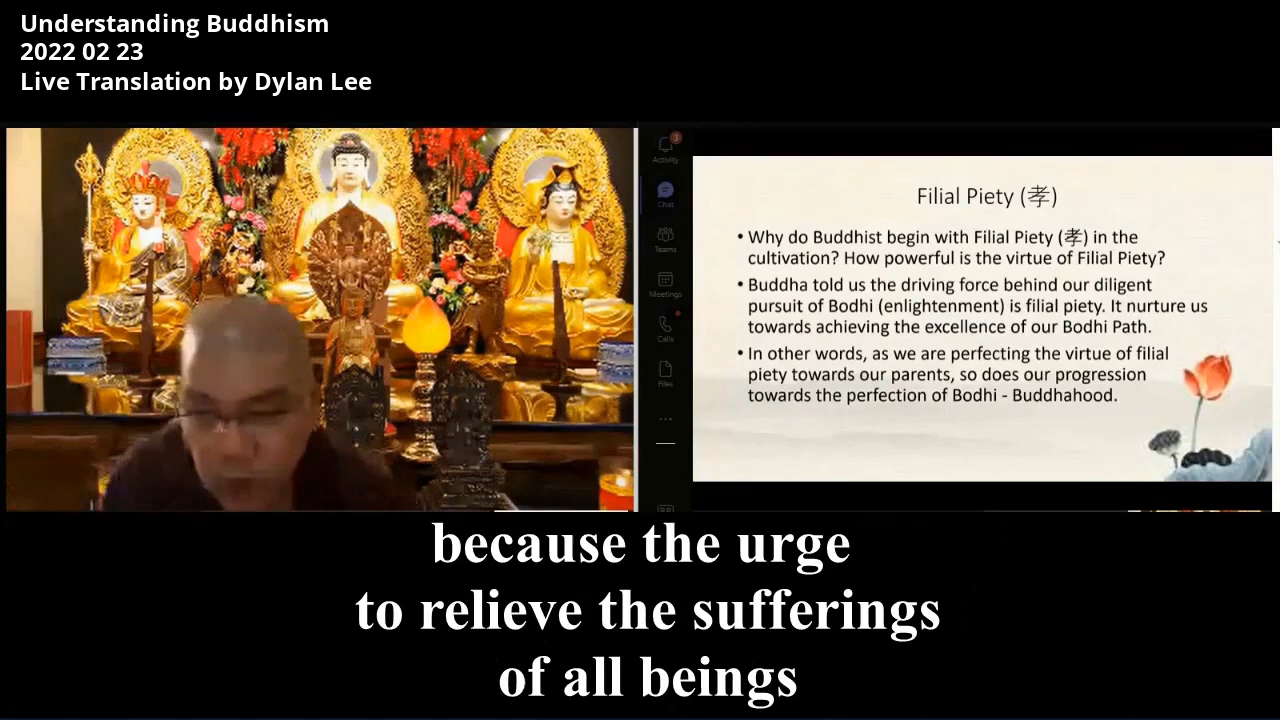 Understanding Buddhism
2022 02 23
Live Translation by Dylan Lee
Activity
Chat
Teams
Meetings
Calls
Files
Filial Piety (孝)
• Why do Buddhist begin with Filial Piety (孝) in the
cultivation? How powerful is the virtue of Filial Piety?
• Buddha told us the driving force behind our diligent
pursuit of Bodhi (enlightenment) is filial piety. It nurture us
towards achieving the excellence of our Bodhi Path.
• In other words, as we are perfecting the virtue of filial
piety towards our parents, so does our progression
towards the perfection of Bodhi - Buddhahood.
because the urge
to relieve the sufferings
of all beings